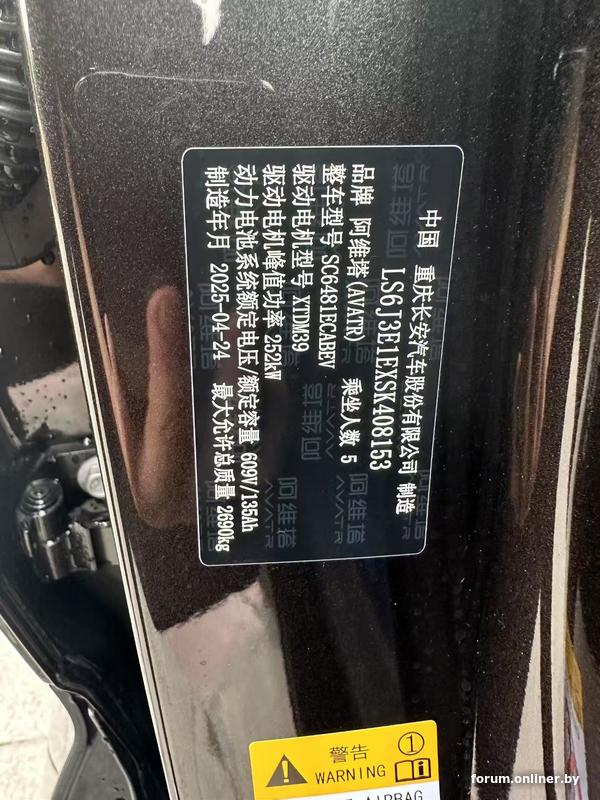 中国 重庆长安汽车股份有限公司 制造
LS6J3E1EXSK408153
品牌 阿维塔(AVATR) 乘坐人数 5
整车型号 SC6481ECABEV
驱动电机型号 XTDM39
驱动电机峰值功率 252kW
动力电池系统额定电压/额定容量 609V/135Ah
制造年月 2025-04-24 最大允许总质量 2690kg
警告 ①
WARNING
AIRBAG
forum.onliner.by